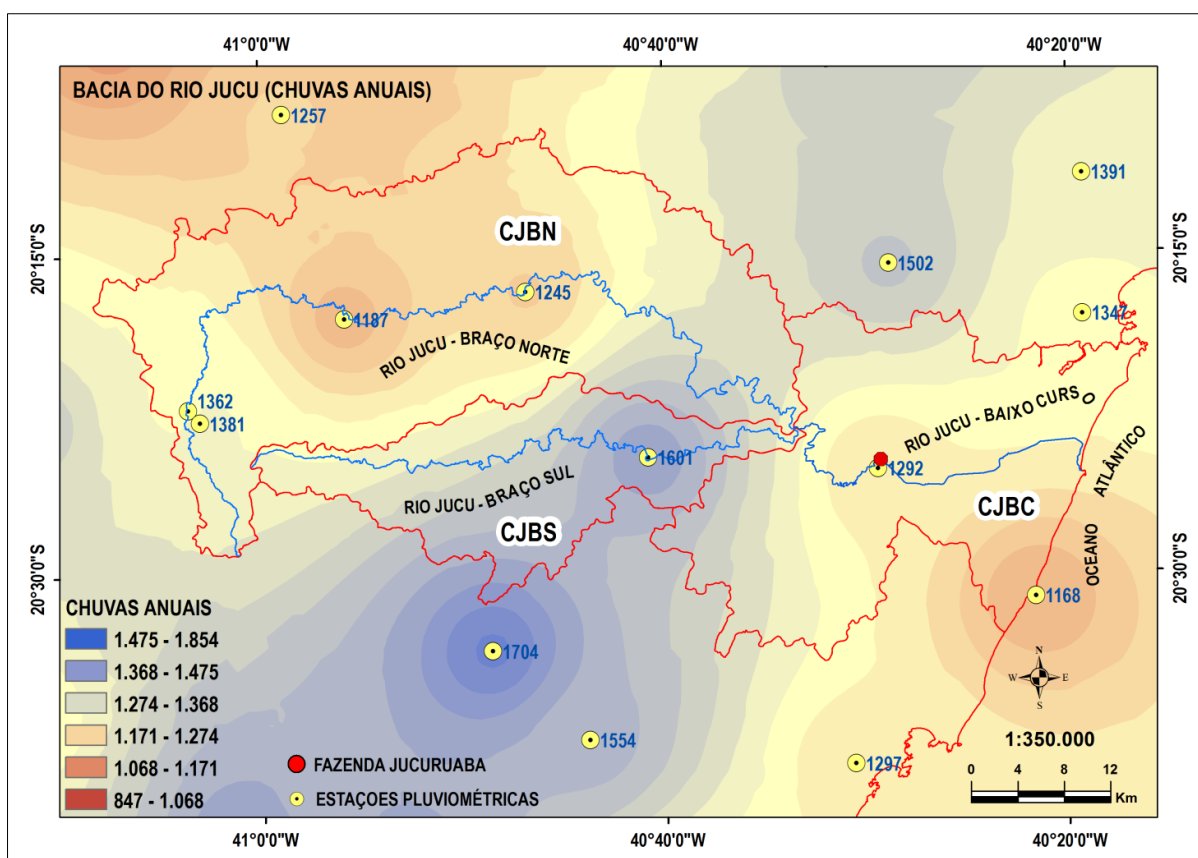 41°0'0"W
40°40'0"W
40°20'0"W
BACIA DO RIO JUCU (CHUVAS ANUAIS)
1257
1391
CJBN
20°15'0"S
20°15'0"S
1502
1245
1347
1187
RIO JUCU - BRAÇO NORTE
1362
1381
RIO JUCU - BAIXO CURSO
1601
1292
ATLÂNTICO
RIO JUCU - BRAÇO SUL
CJBC
CJBS
OCEANO
20°30'0"S
20°30'0"S
1168
CHUVAS ANUAIS
1.475 - 1.854
1.368 - 1.475
1.274 - 1.368
1.171 - 1.274
1.068 - 1.171
847 - 1.068
1704
N
W E
S
1554
1:350.000
1297
FAZENDA JUCURUABA
ESTAÇOES PLUVIOMÉTRICAS
0 4 8 12
Km
41°0'0"W
40°40'0"W
40°20'0"W